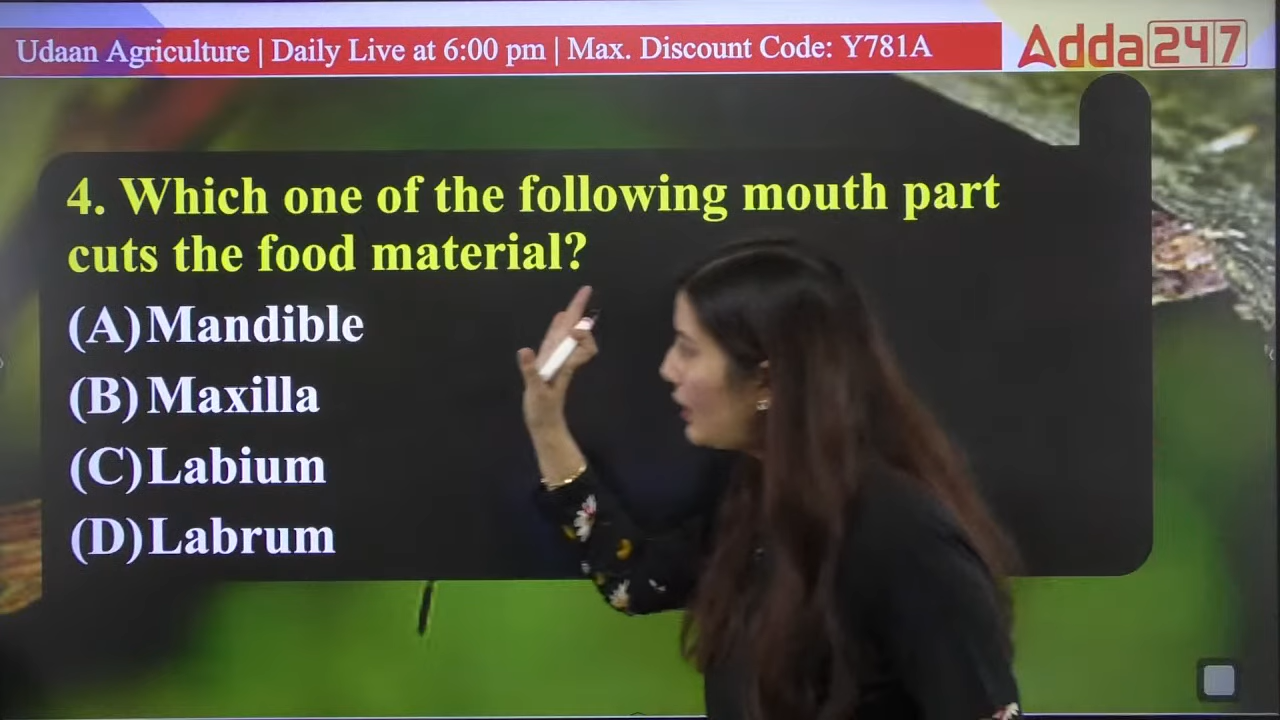 Udaan Agriculture | Daily Live at 6:00 pm | Max. Discount Code: Y781A
Adda247
4. Which one of the following mouth part
cuts the food material?
(A) Mandible
(B) Maxilla
(C) Labium
(D) Labrum